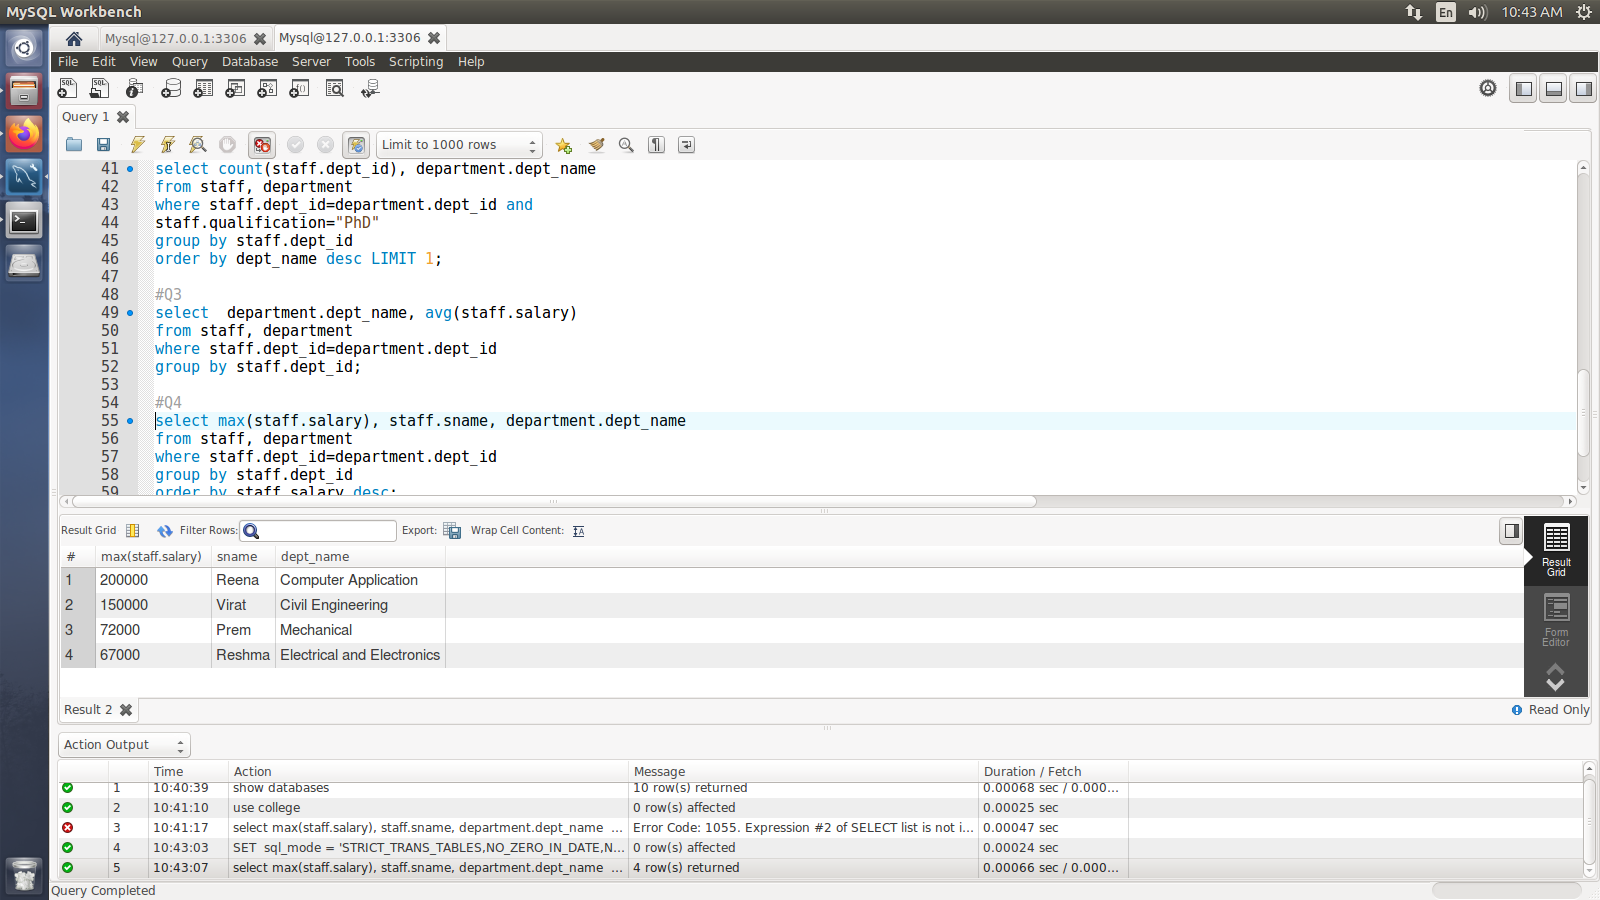 MySQL Workbench
En
10:43 AM
Mysql@127.0.0.1:3306
Mysql@127.0.0.1:3306
File Edit View Query Database Server Tools Scripting Help
Query 1
Limit to 1000 rows
41 select count(staff.dept_id), department.dept_name
42 from staff, department
43 where staff.dept_id=department.dept_id and
44 staff.qualification="PhD"
45 group by staff.dept_id
46 order by dept_name desc LIMIT 1;
47
48 #Q3
49 select  department.dept_name, avg(staff.salary)
50 from staff, department
51 where staff.dept_id=department.dept_id
52 group by staff.dept_id;
53
54 #Q4
55 select max(staff.salary), staff.sname, department.dept_name
56 from staff, department
57 where staff.dept_id=department.dept_id
58 group by staff.dept_id
59 order by staff.salary desc;
Result Grid Filter Rows: Export: Wrap Cell Content:
# max(staff.salary) sname dept_name
1 200000 Reena Computer Application
2 150000 Virat Civil Engineering
3 72000 Prem Mechanical
4 67000 Reshma Electrical and Electronics
Result Grid
Form Editor
Result 2
Read Only
Action Output
Time Action Message Duration / Fetch
1 10:40:39 show databases 10 row(s) returned 0.00068 sec / 0.000...
2 10:41:10 use college 0 row(s) affected 0.00025 sec
3 10:41:17 select max(staff.salary), staff.sname, department.dept_name ... Error Code: 1055. Expression #2 of SELECT list is not i... 0.00047 sec
4 10:43:03 SET sql_mode = 'STRICT_TRANS_TABLES,NO_ZERO_IN_DATE,N... 0 row(s) affected 0.00024 sec
5 10:43:07 select max(staff.salary), staff.sname, department.dept_name ... 4 row(s) returned 0.00066 sec / 0.000...
Query Completed